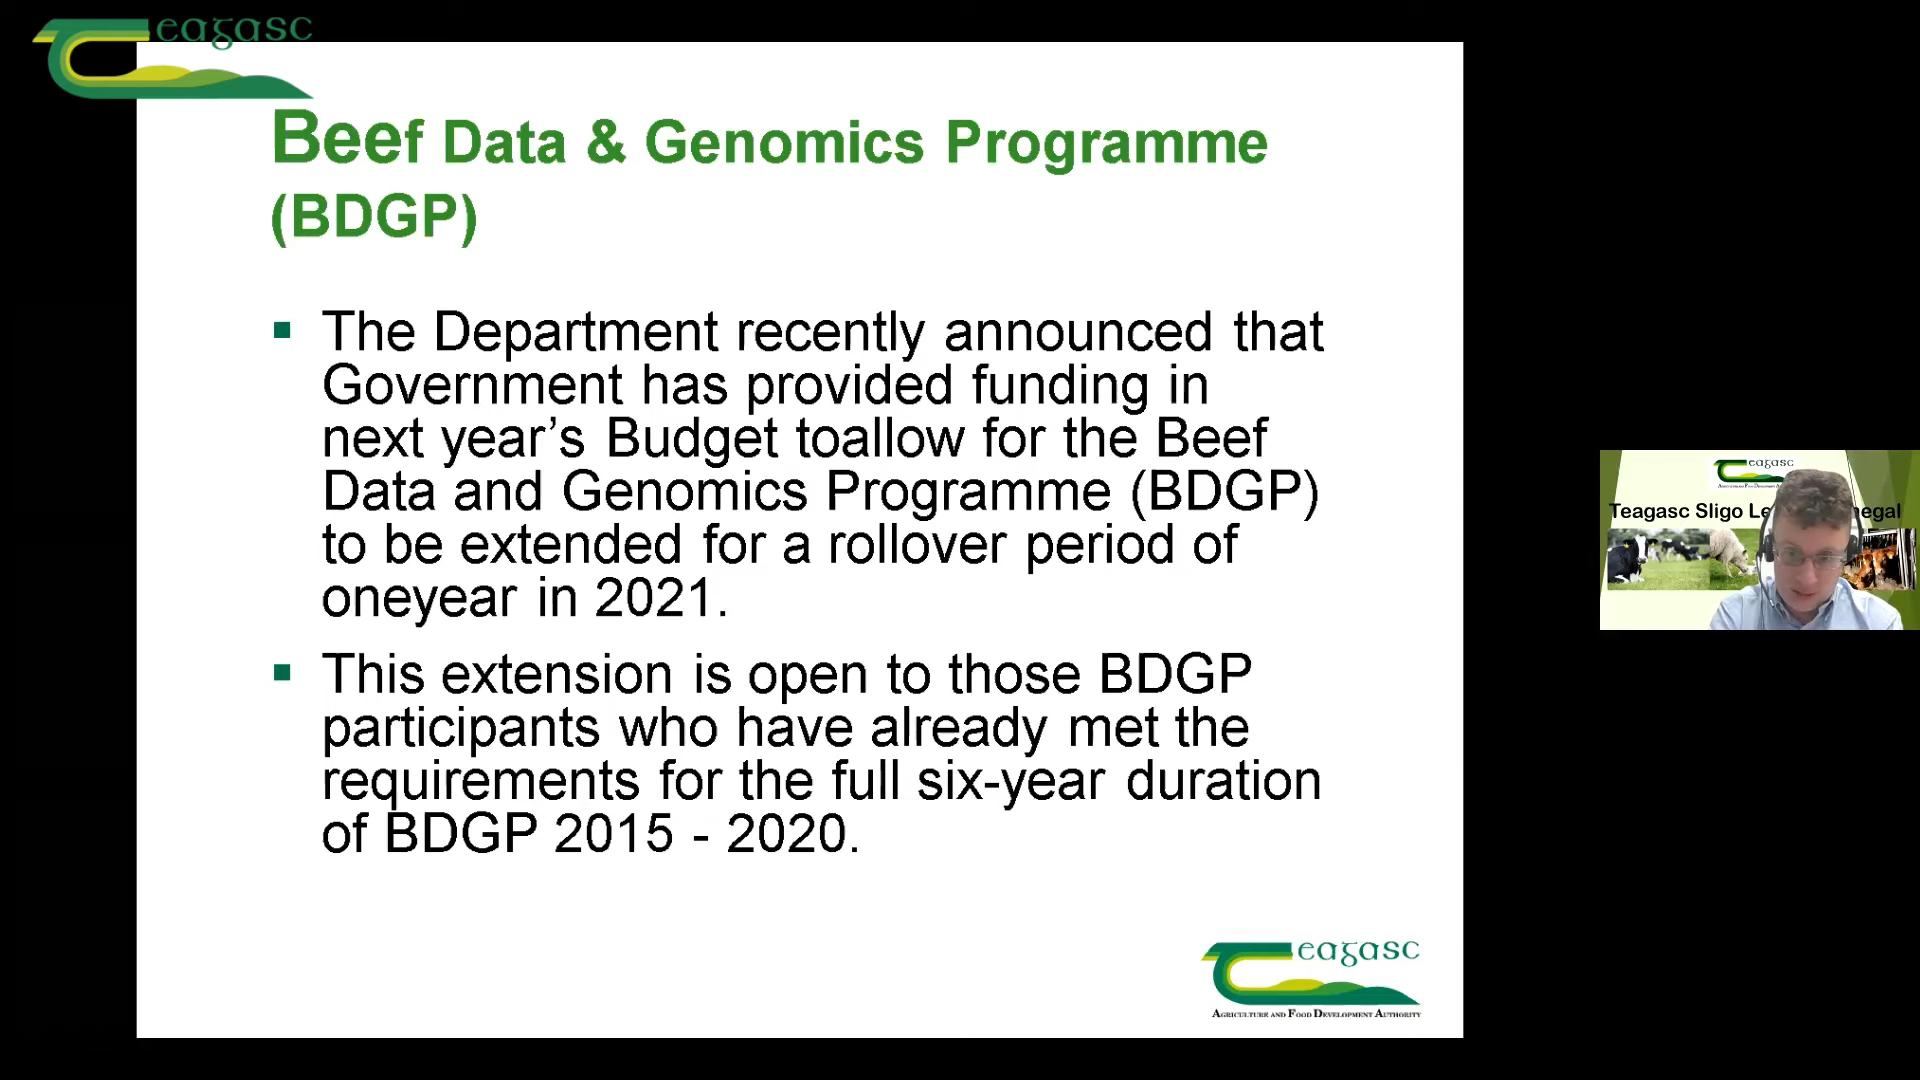 eagasc
Beef Data & Genomics Programme
(BDGP)
The Department recently announced that
Government has provided funding in
next year’s Budget toallow for the Beef
Data and Genomics Programme (BDGP)
to be extended for a rollover period of
oneyear in 2021.
This extension is open to those BDGP
participants who have already met the
requirements for the full six-year duration
of BDGP 2015 - 2020.
eagasc
AGRICULTURE AND FOOD DEVELOPMENT AUTHORITY
eagasc
Teagasc Sligo Le egal